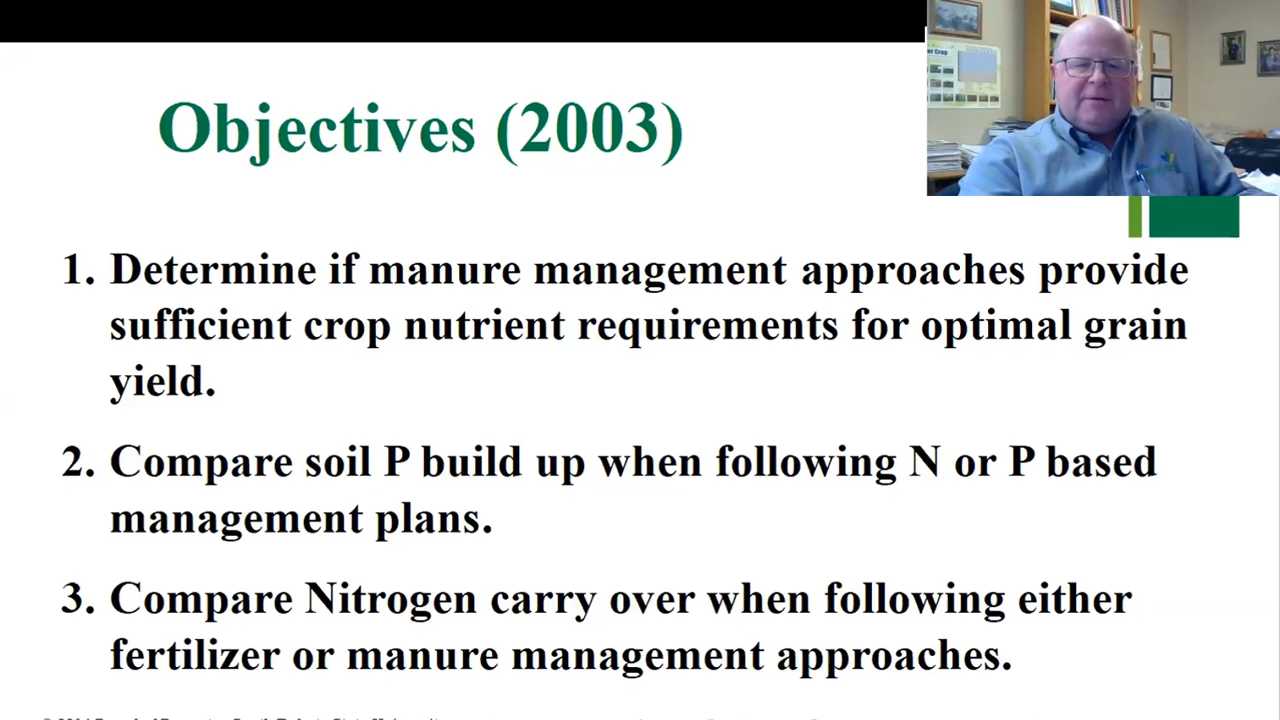 Objectives (2003)
1. Determine if manure management approaches provide
sufficient crop nutrient requirements for optimal grain
yield.
2. Compare soil P build up when following N or P based
management plans.
3. Compare Nitrogen carry over when following either
fertilizer or manure management approaches.